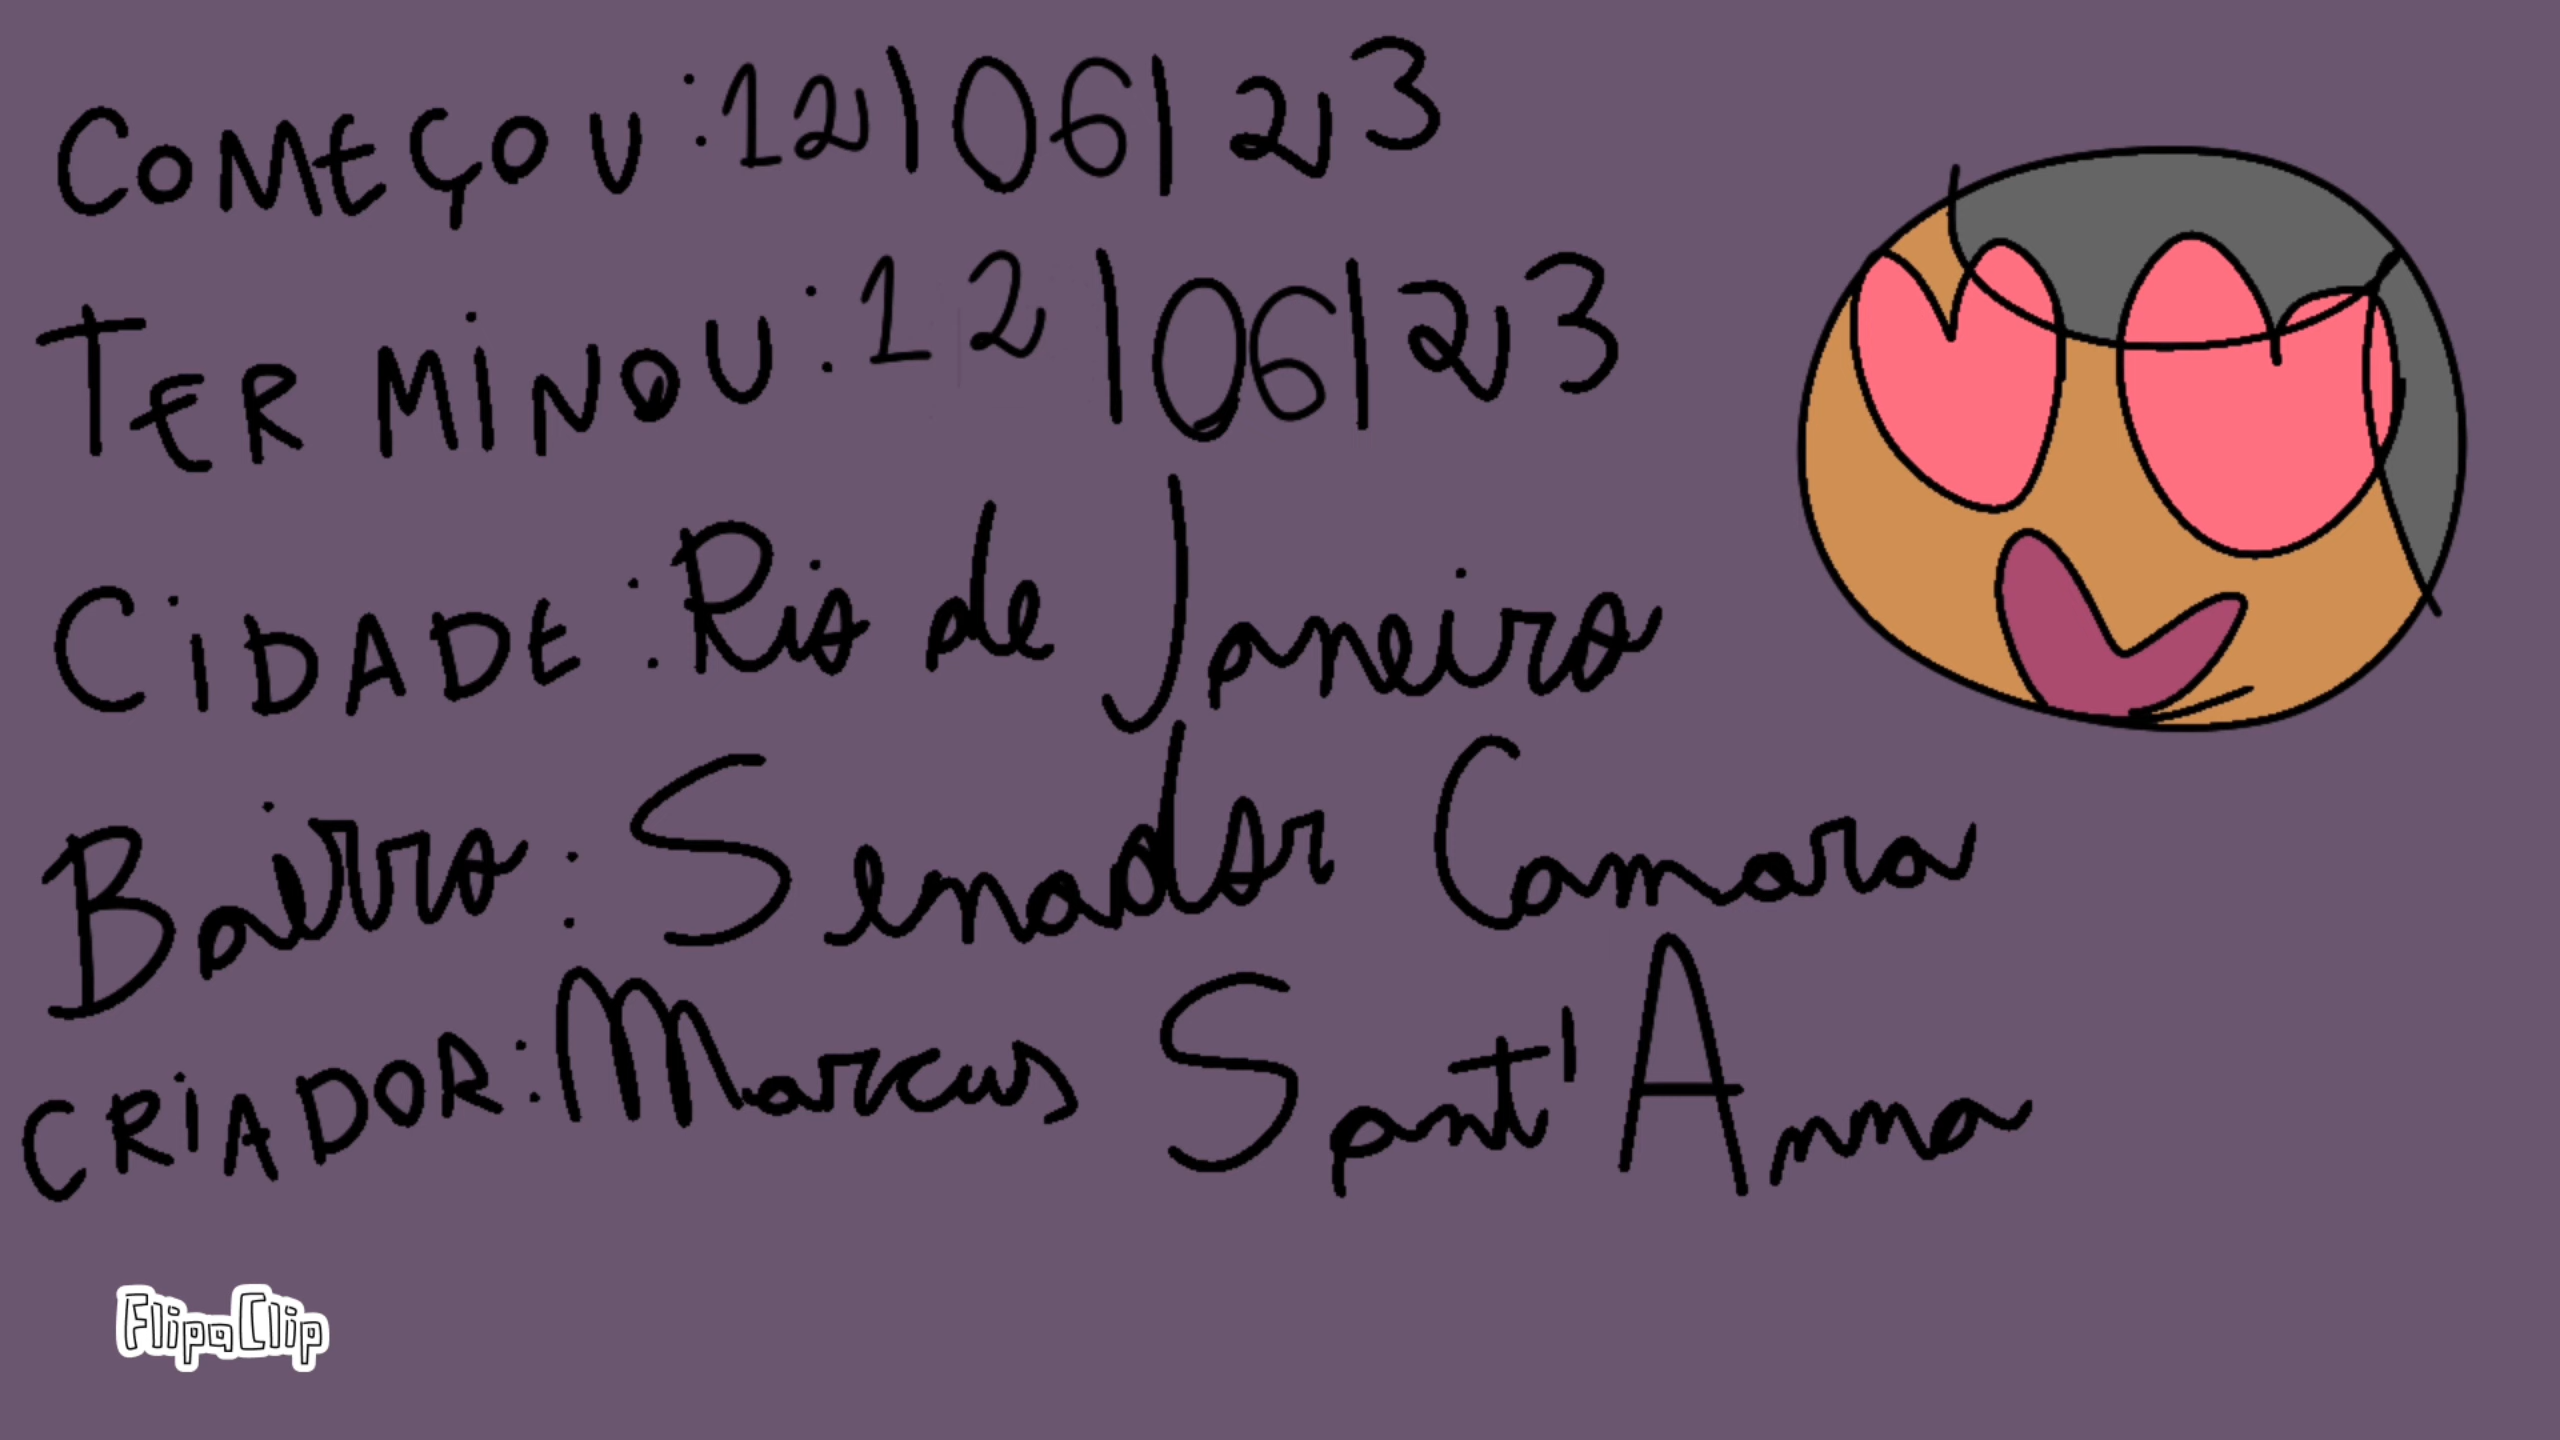 COMEÇOU:12|06|23
TERMINOU:12|06|23
CIDADE:Rio de Janeiro
Bairro:Senador Camara
CRIADOR:Marcus Sant'Anna
FlipaClip